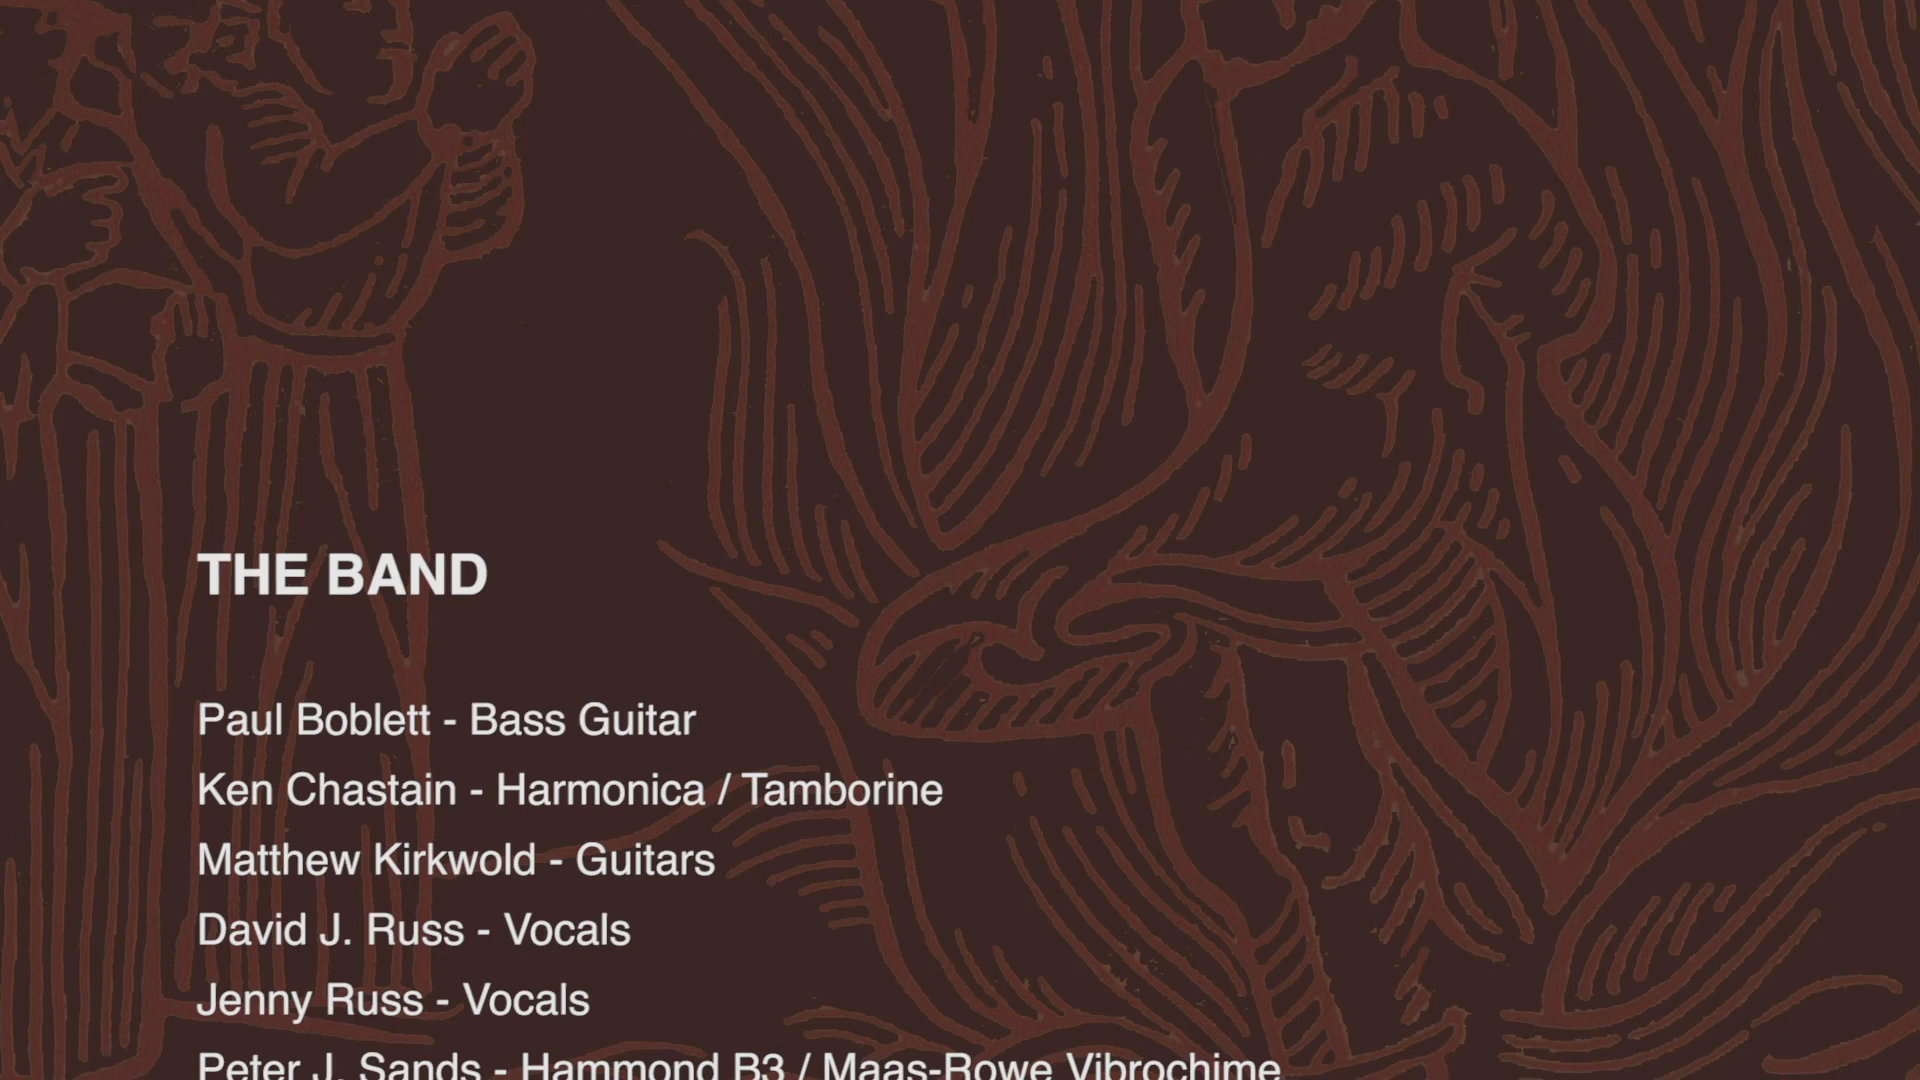 THE BAND
Paul Boblett - Bass Guitar
Ken Chastain - Harmonica / Tamborine
Matthew Kirkwold - Guitars
David J. Russ - Vocals
Jenny Russ - Vocals
Peter J. Sands - Hammond B3 / Maas-Rowe Vibrochime